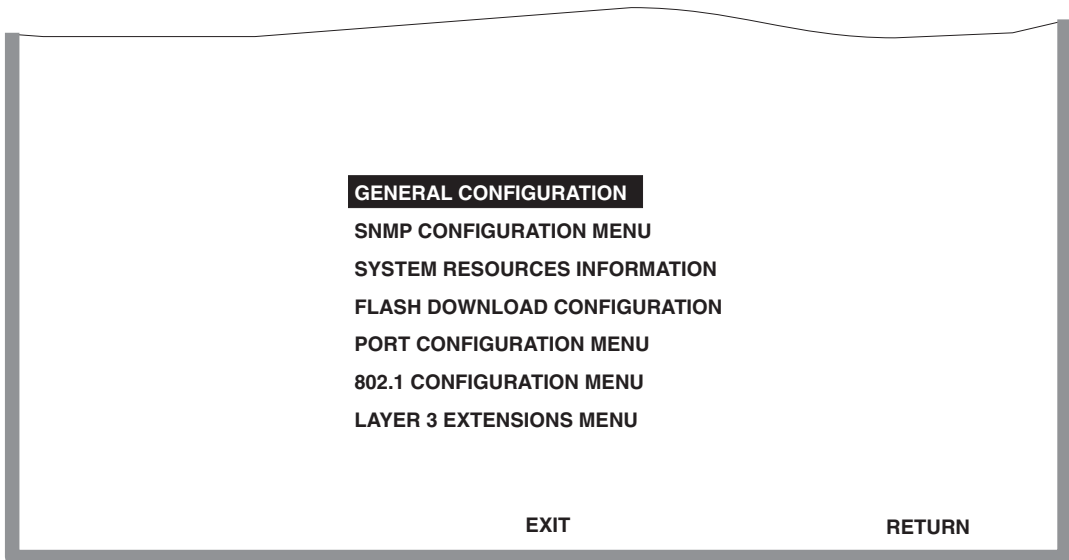 GENERAL CONFIGURATION
SNMP CONFIGURATION MENU
SYSTEM RESOURCES INFORMATION
FLASH DOWNLOAD CONFIGURATION
PORT CONFIGURATION MENU
802.1 CONFIGURATION MENU
LAYER 3 EXTENSIONS MENU
EXIT RETURN